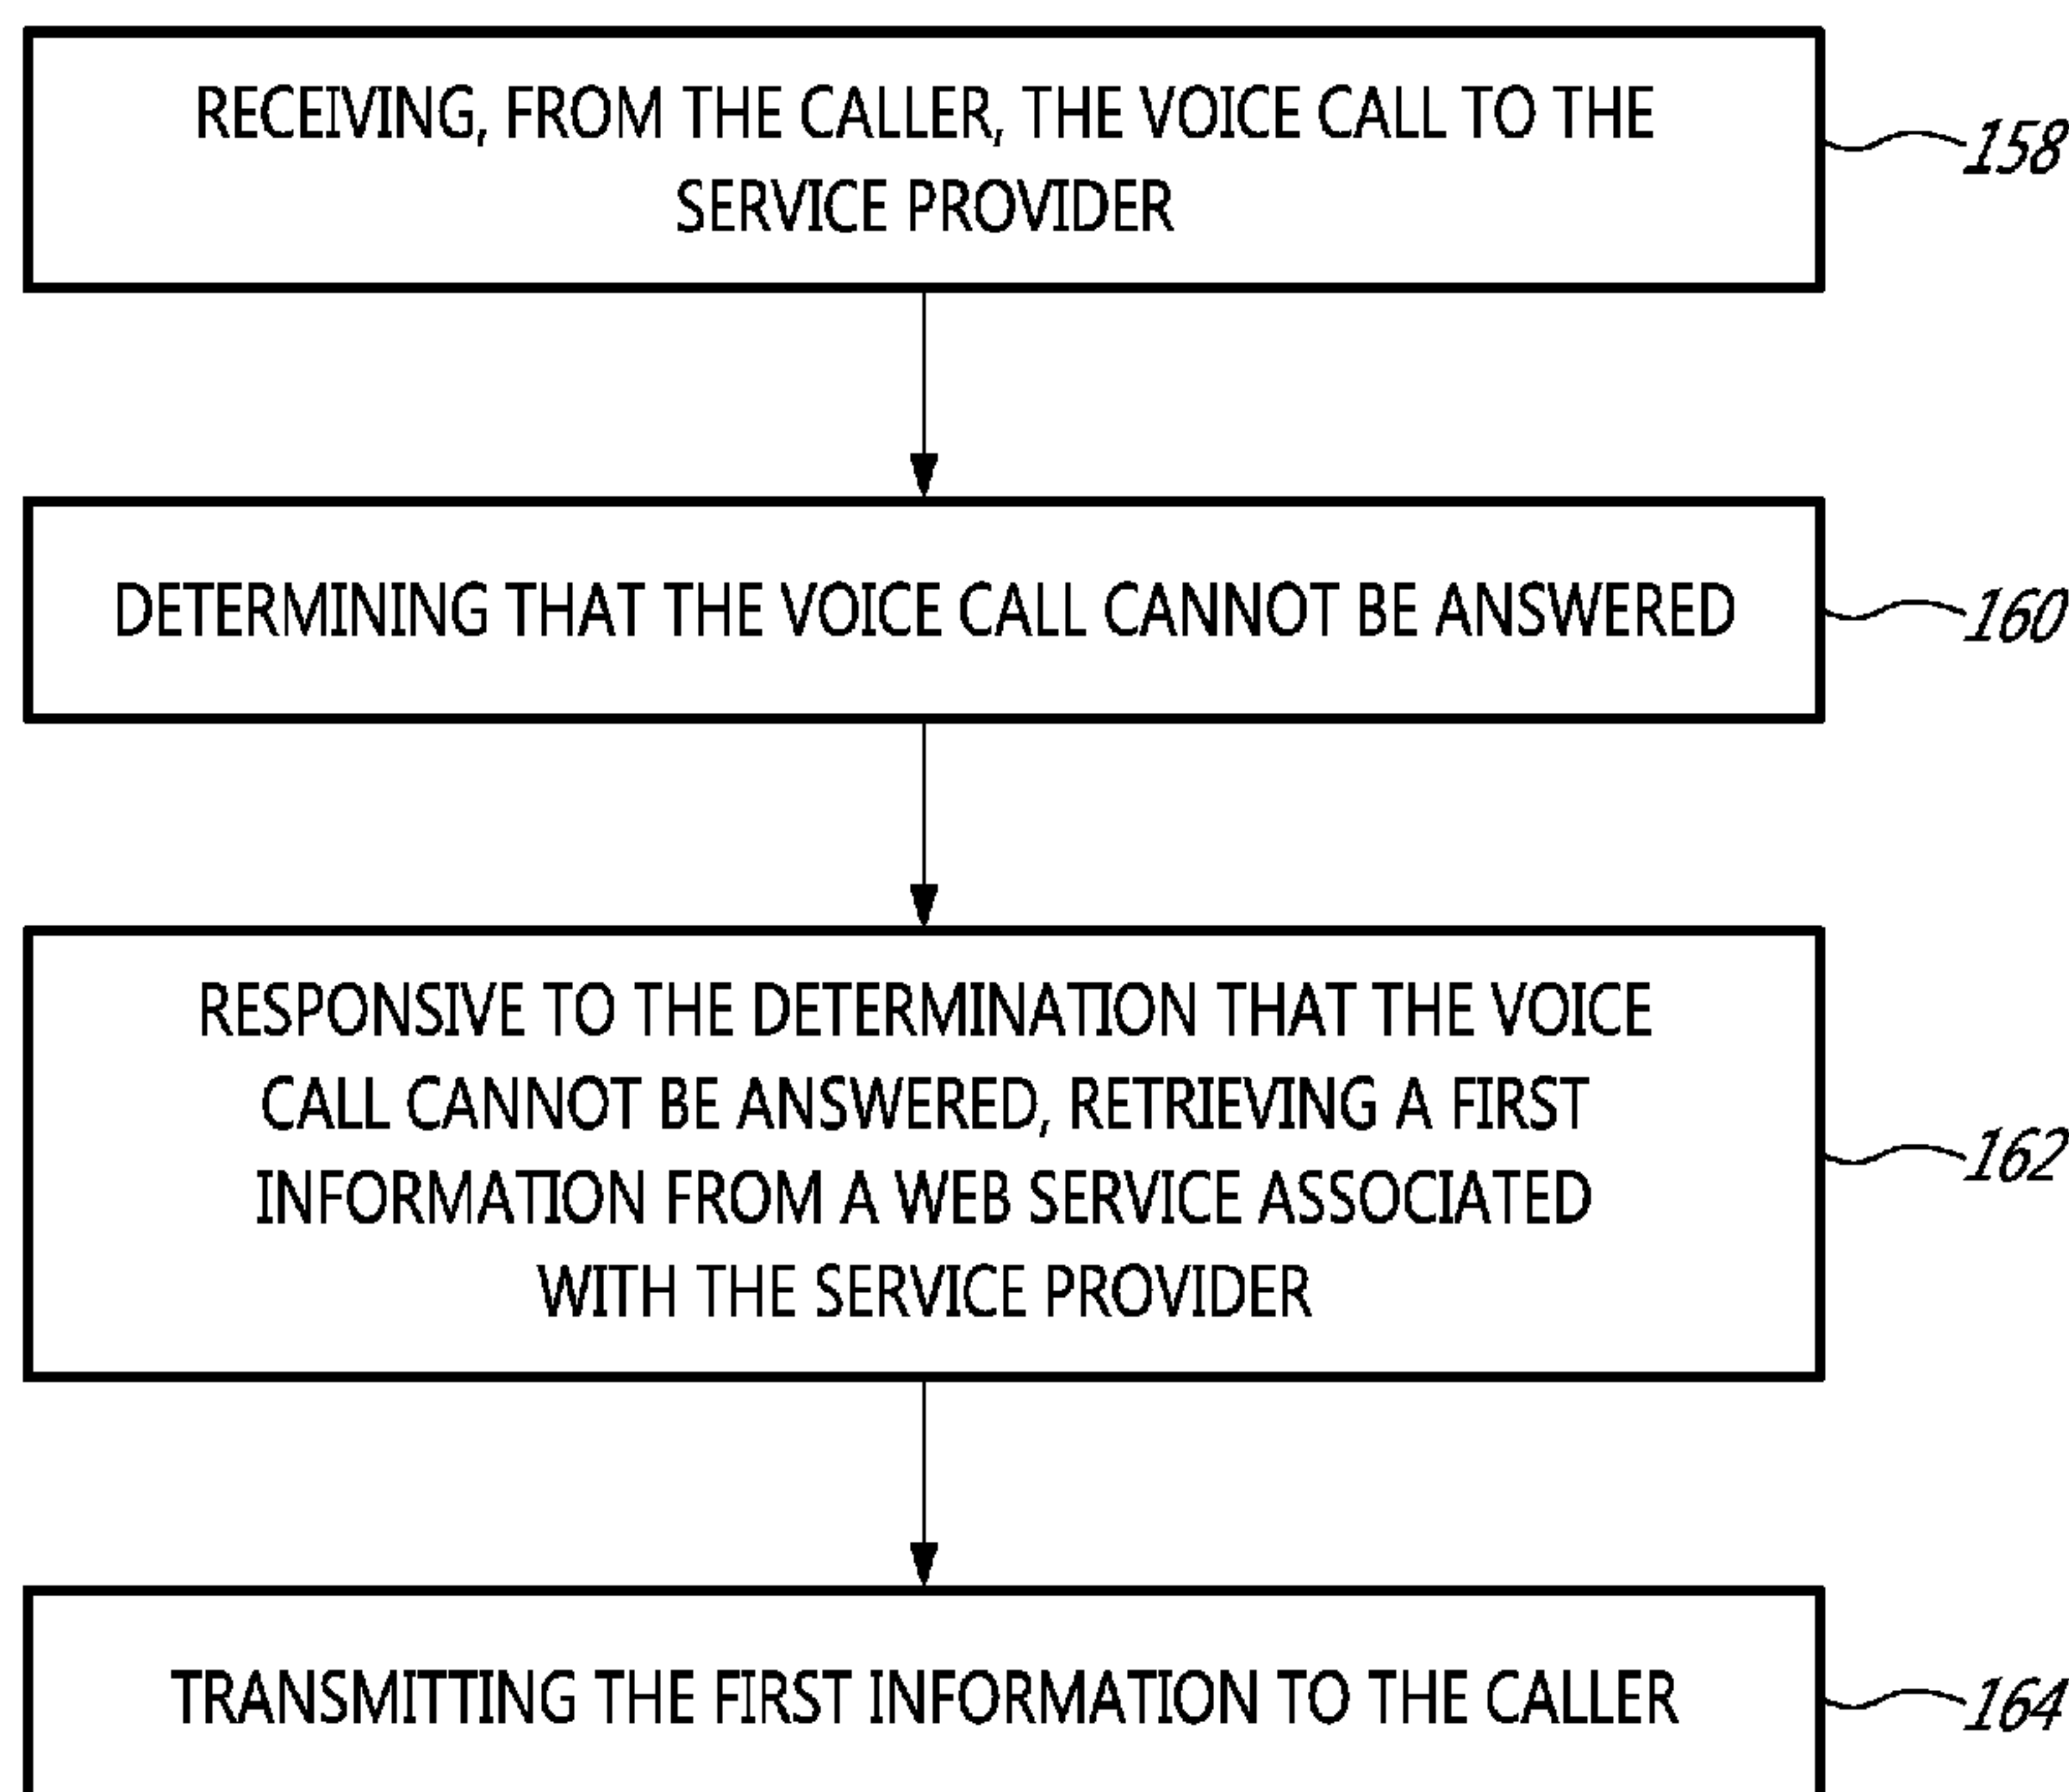 RECEIVING, FROM THE CALLER, THE VOICE CALL TO THE
SERVICE PROVIDER
158
DETERMINING THAT THE VOICE CALL CANNOT BE ANSWERED
160
RESPONSIVE TO THE DETERMINATION THAT THE VOICE
CALL CANNOT BE ANSWERED, RETRIEVING A FIRST
INFORMATION FROM A WEB SERVICE ASSOCIATED
WITH THE SERVICE PROVIDER
162
TRANSMITTING THE FIRST INFORMATION TO THE CALLER
164